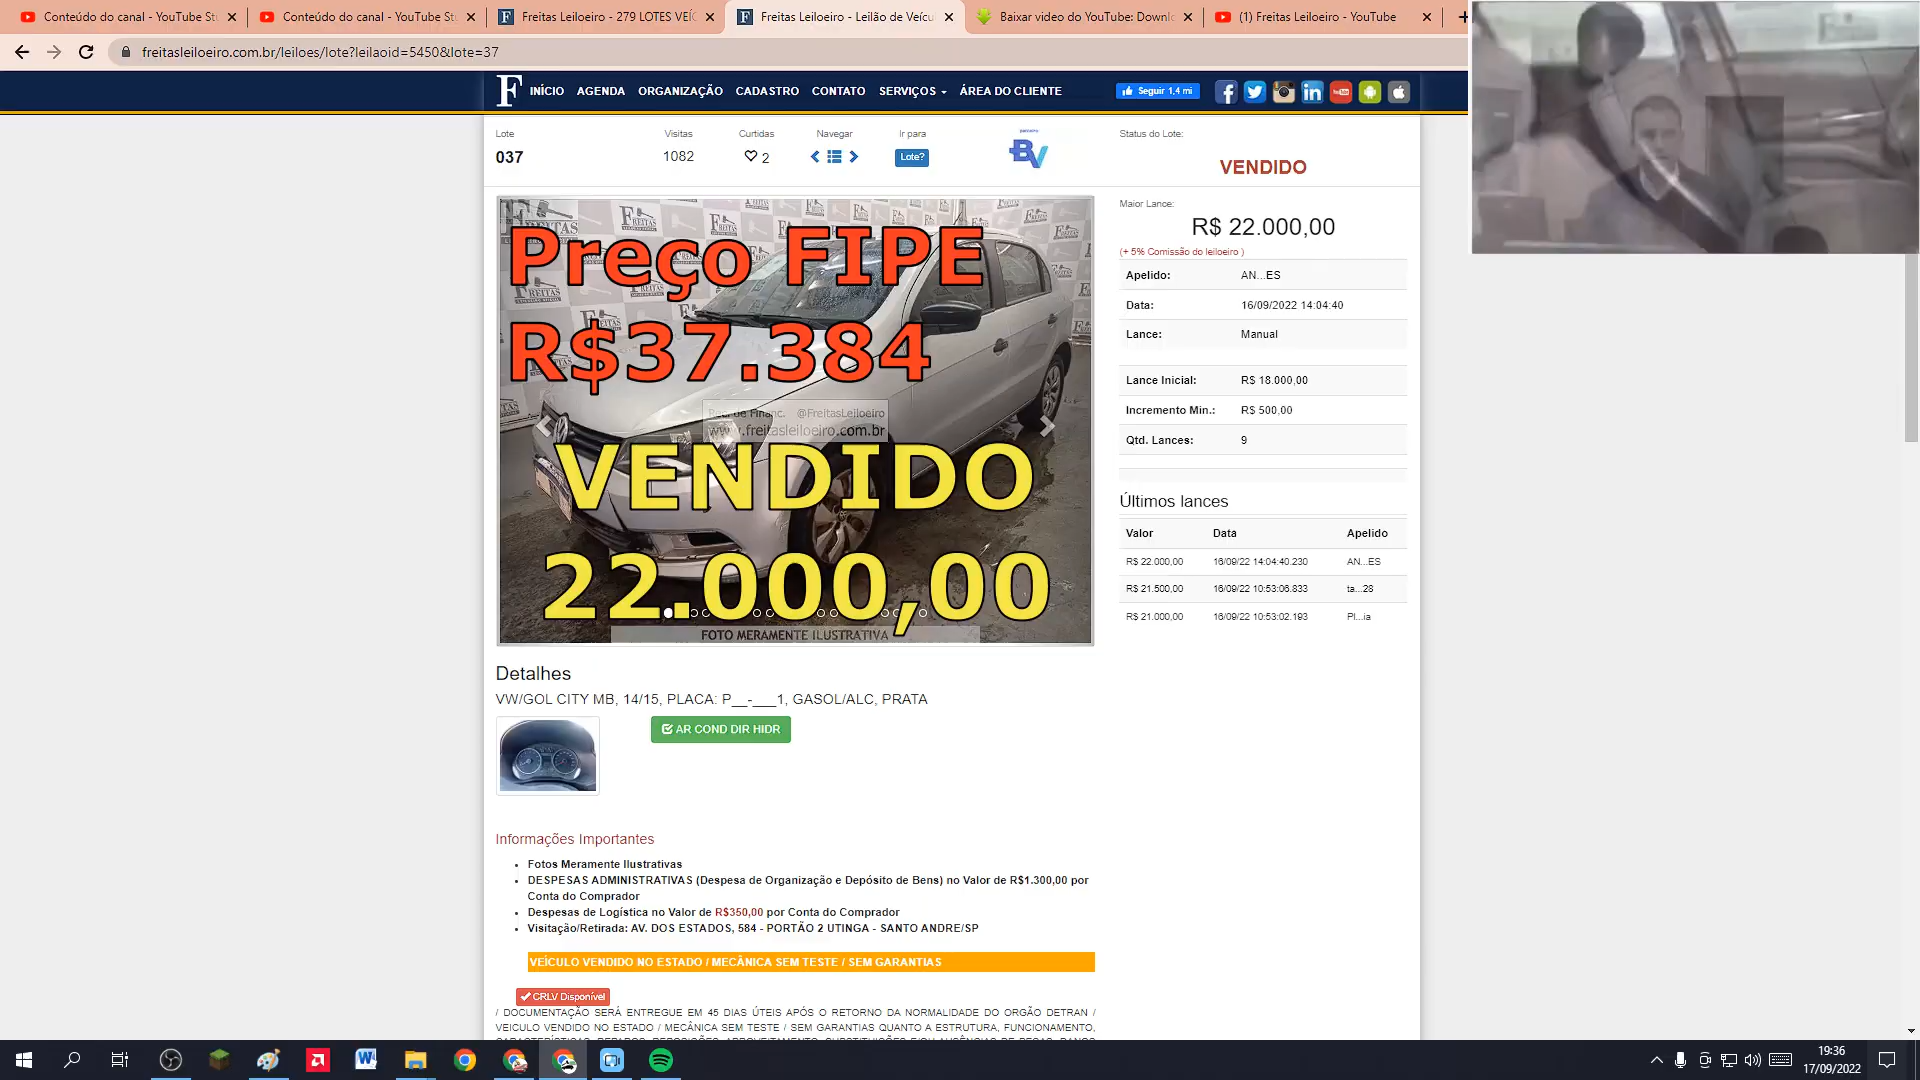 Conteúdo do canal - YouTube St
Conteúdo do canal - YouTube St
Freitas Leiloeiro - 279 LOTES VEÍC
Freitas Leiloeiro - Leilão de Veícu
Baixar video do YouTube: Downl
(1) Freitas Leiloeiro - YouTube
freitasleiloeiro.com.br/leiloes/lote?leilaoid=5450&lote=37
F INÍCIO AGENDA ORGANIZAÇÃO CADASTRO CONTATO SERVIÇOS ÁREA DO CLIENTE
Seguir 1,4 mi
Lote Visitas Curtidas Navegar Ir para
parceiro
Status do Lote:
037 1082 2 Lote? BV
VENDIDO
Preço FIPE
R$37.384
@FreitasLeiloeiro
www.freitasleiloeiro.com.br
VENDIDO
22.000,00
FOTO MERAMENTE ILUSTRATIVA
Maior Lance:
R$ 22.000,00
(+ 5% Comissão do leiloeiro )
Apelido: AN...ES
Data: 16/09/2022 14:04:40
Lance: Manual
Lance Inicial: R$ 18.000,00
Incremento Min.: R$ 500,00
Qtd. Lances: 9
Últimos lances
Valor Data Apelido
R$ 22.000,00 16/09/22 14:04:40.230 AN...ES
R$ 21.500,00 16/09/22 10:53:06.833 ta...28
R$ 21.000,00 16/09/22 10:53:02.193 Pl...ia
Detalhes
VW/GOL CITY MB, 14/15, PLACA: P__-___1, GASOL/ALC, PRATA
AR COND DIR HIDR
Informações Importantes
• Fotos Meramente Ilustrativas
• DESPESAS ADMINISTRATIVAS (Despesa de Organização e Depósito de Bens) no Valor de R$1.300,00 por
Conta do Comprador
• Despesas de Logística no Valor de R$350,00 por Conta do Comprador
• Visitação/Retirada: AV. DOS ESTADOS, 584 - PORTÃO 2 UTINGA - SANTO ANDRE/SP
VEÍCULO VENDIDO NO ESTADO / MECÂNICA SEM TESTE / SEM GARANTIAS
CRLV Disponível
/ DOCUMENTAÇÃO SERÁ ENTREGUE EM 45 DIAS ÚTEIS APÓS O RETORNO DA NORMALIDADE DO ORGÃO DETRAN /
VEICULO VENDIDO NO ESTADO / MECÂNICA SEM TESTE / SEM GARANTIAS QUANTO A ESTRUTURA, FUNCIONAMENTO,
19:36
17/09/2022